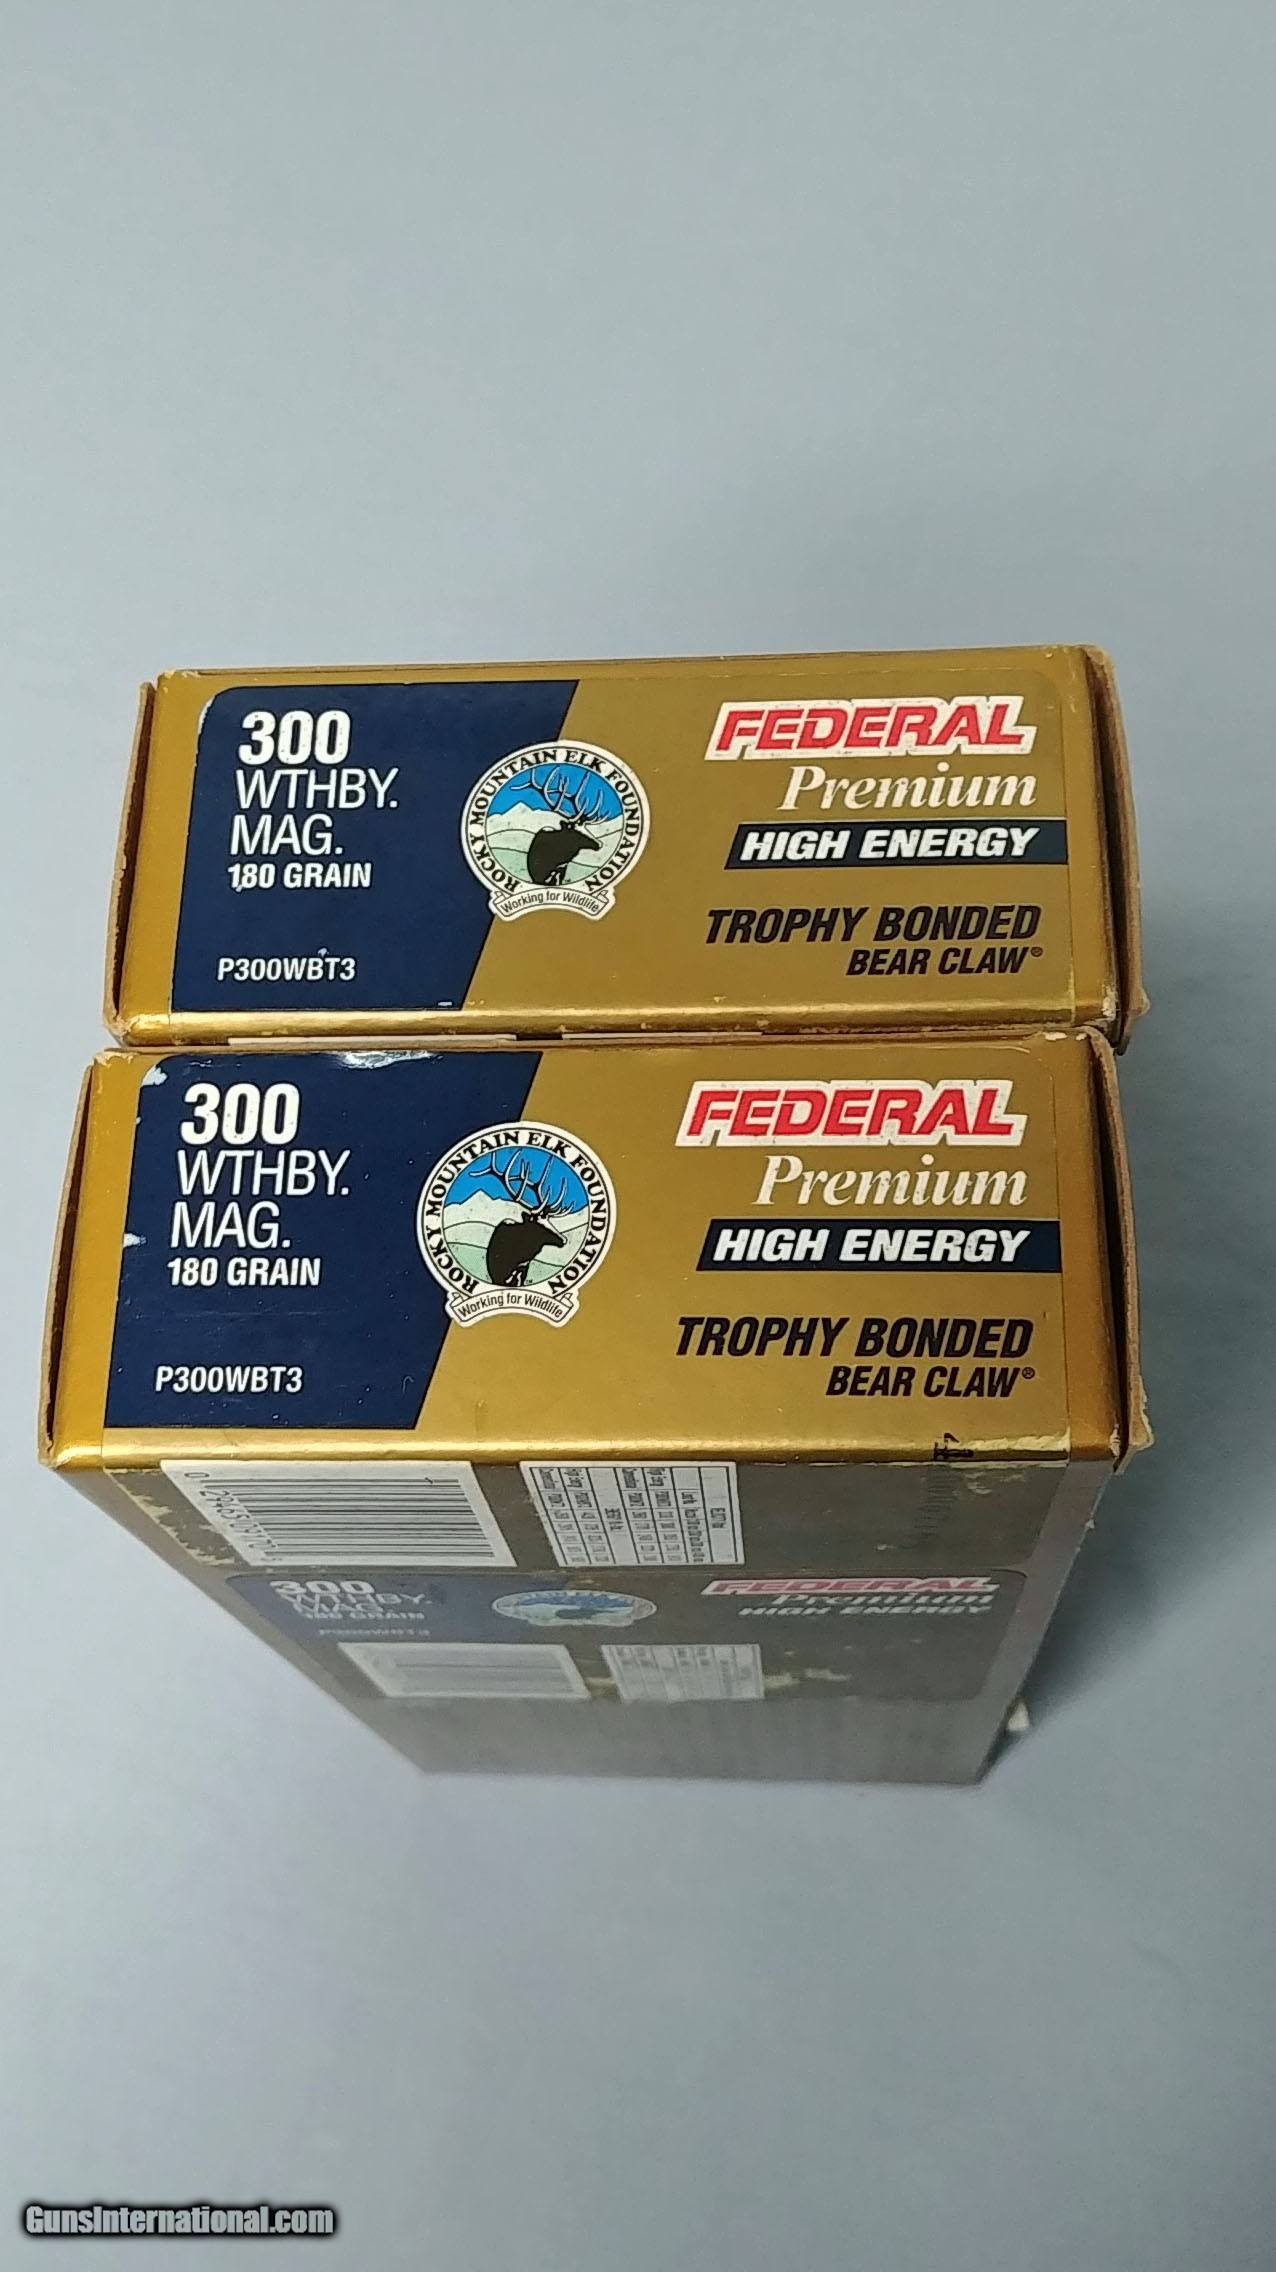 300
WTHBY.
MAG.
180 GRAIN
P300WBT3
ROCKY MOUNTAIN ELK FOUNDATION
Working for Wildlife
FEDERAL
Premium
HIGH ENERGY
TROPHY BONDED
BEAR CLAW®
300
WTHBY.
MAG.
180 GRAIN
P300WBT3
ROCKY MOUNTAIN ELK FOUNDATION
Working for Wildlife
FEDERAL
Premium
HIGH ENERGY
TROPHY BONDED
BEAR CLAW®
300
WTHBY.
MAG.
180 GRAIN
P300WBT3
FEDERAL
Premium
HIGH ENERGY
GunsInternational.com